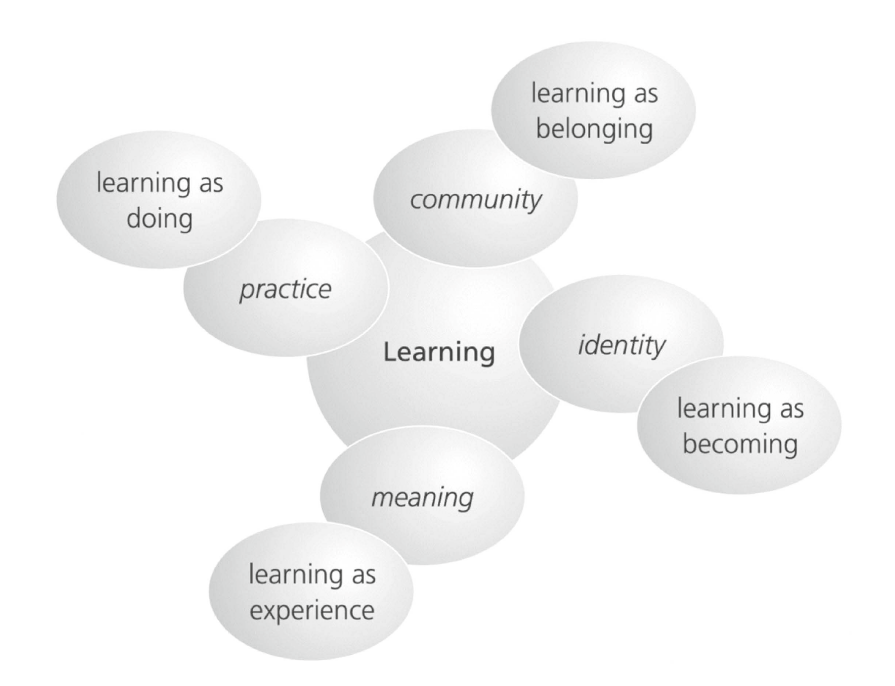 learning as
belonging
learning as
doing
community
practice
Learning
identity
learning as
becoming
meaning
learning as
experience